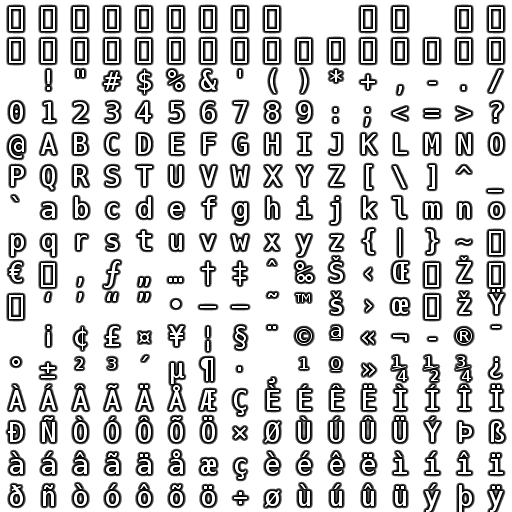 ! " # $ % & ' ( ) * + , - . /
0 1 2 3 4 5 6 7 8 9 : ; < = > ?
@ A B C D E F G H I J K L M N O
P Q R S T U V W X Y Z [ \ ] ^ _
` a b c d e f g h i j k l m n o
p q r s t u v w x y z { | } ~
€ ‚ ƒ „ … † ‡ ˆ ‰ Š ‹ Œ Ž
‘ ’ “ ” • – — ˜ ™ š › œ ž Ÿ
¡ ¢ £ ¤ ¥ ¦ § ¨ © ª « ¬ - ® ¯
° ± ² ³ ´ µ ¶ · ¸ ¹ º » ¼ ½ ¾ ¿
À Á Â Ã Ä Å Æ Ç È É Ê Ë Ì Í Î Ï
Ð Ñ Ò Ó Ô Õ Ö × Ø Ù Ú Û Ü Ý Þ ß
à á â ã ä å æ ç è é ê ë ì í î ï
ð ñ ò ó ô õ ö ÷ ø ù ú û ü ý þ ÿ